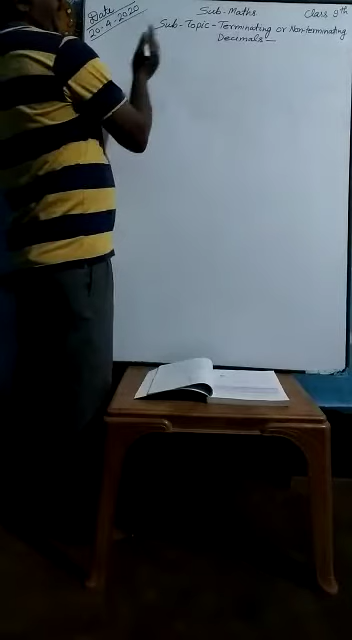 Date
20-4-2020
Sub-Maths
Class 9th
Sub-Topic-Terminating or Non-terminating
Decimals-